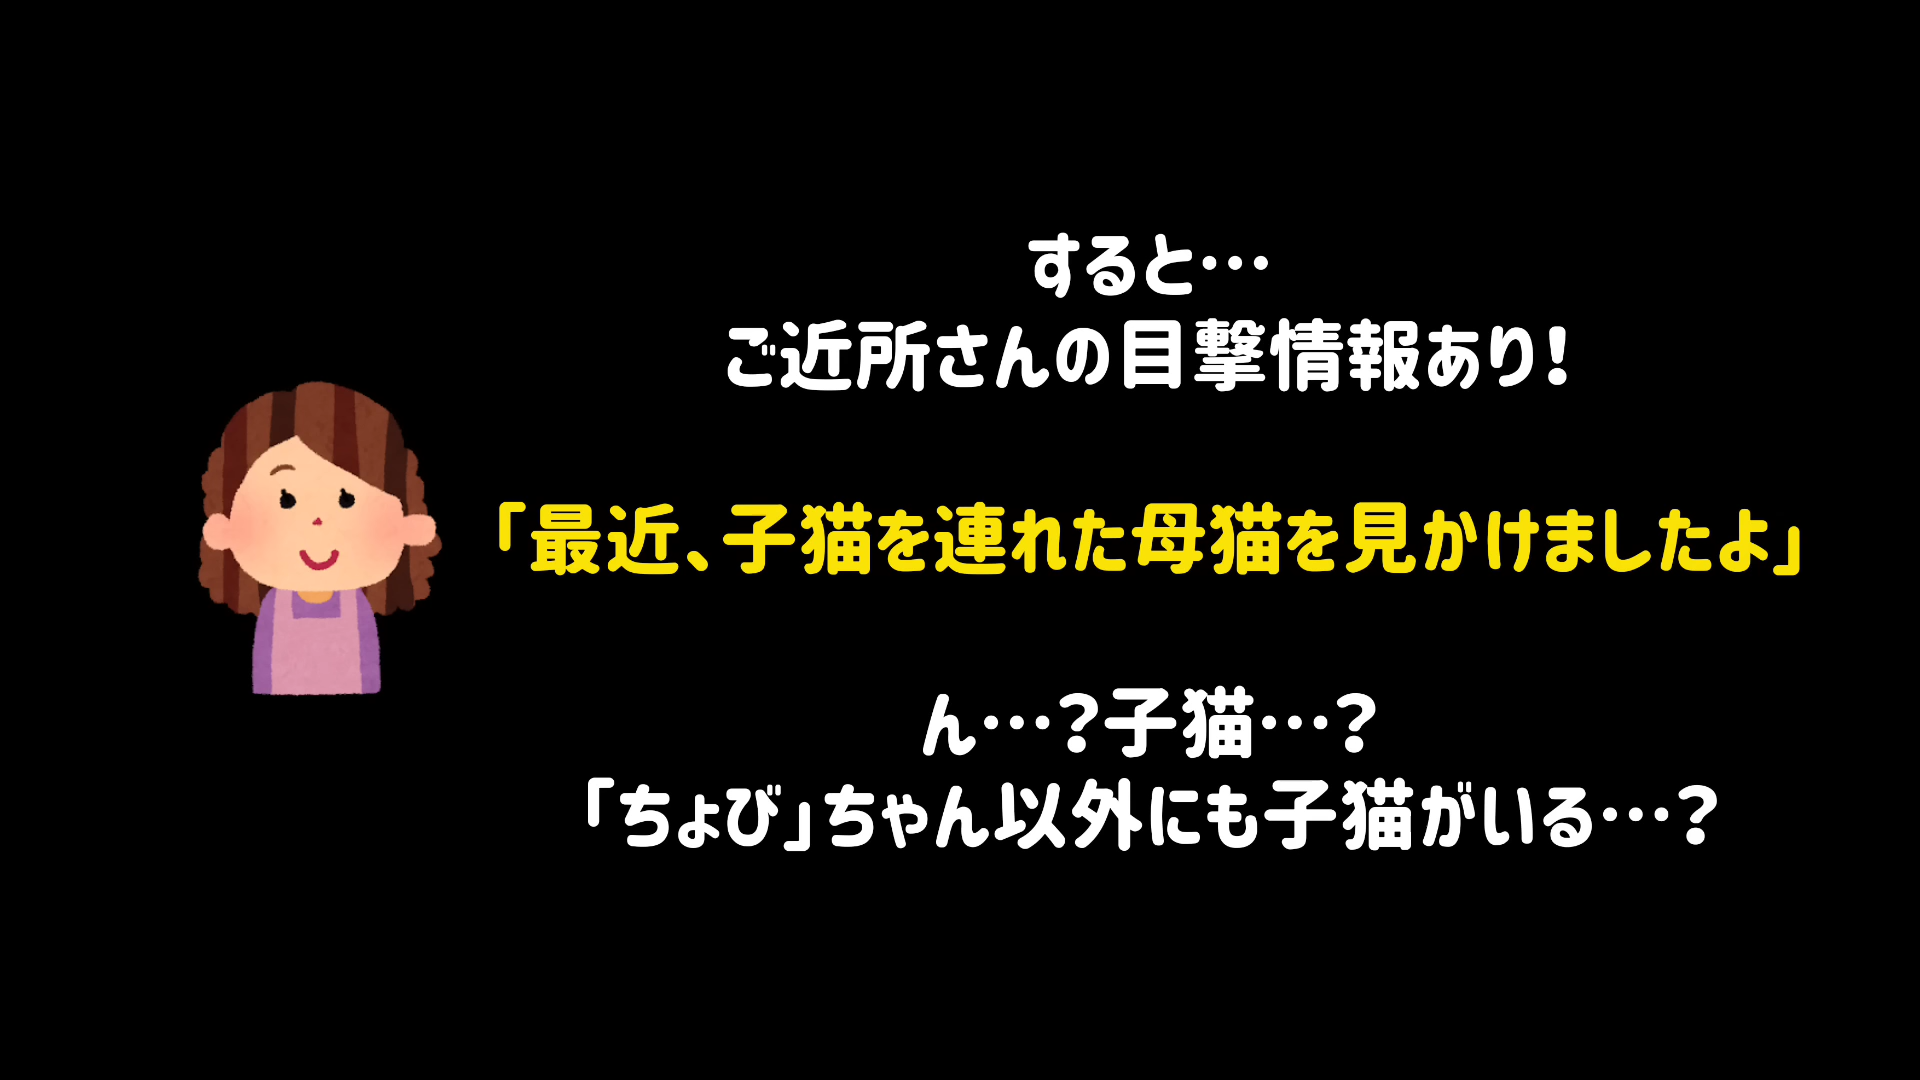 すると…
ご近所さんの目撃情報あり！
「最近、子猫を連れた母猫を見かけましたよ」
ん…？子猫…？
「ちょび」ちゃん以外にも子猫がいる…？